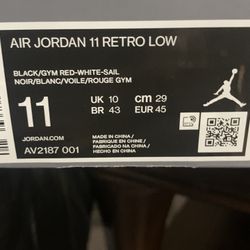 AIR JORDAN 11 RETRO LOW
BLACK/GYM RED-WHITE-SAIL
NOIR/BLANC/VOILE/ROUGE GYM
11
UK 10 cm 29
BR 43 EUR 45
JORDAN.COM
AV2187 001
MADE IN CHINA
FABRIQUÉ EN CHINE
FABRICADO EN CHINA